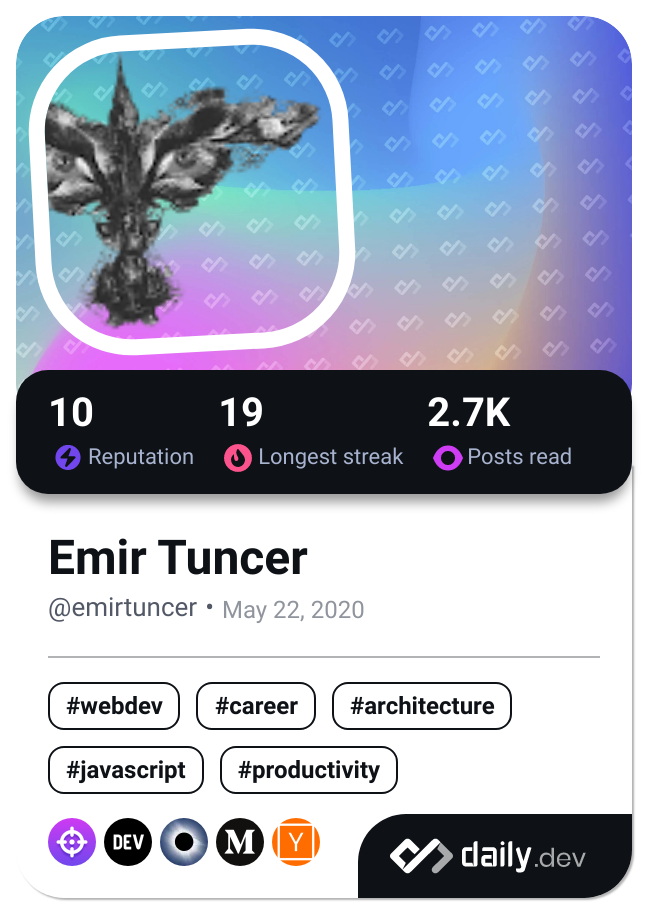 10 19 2.7K
Reputation Longest streak Posts read
Emir Tuncer
@emirtuncer • May 22, 2020
#webdev #career #architecture
#javascript #productivity
DEV M Y daily.dev